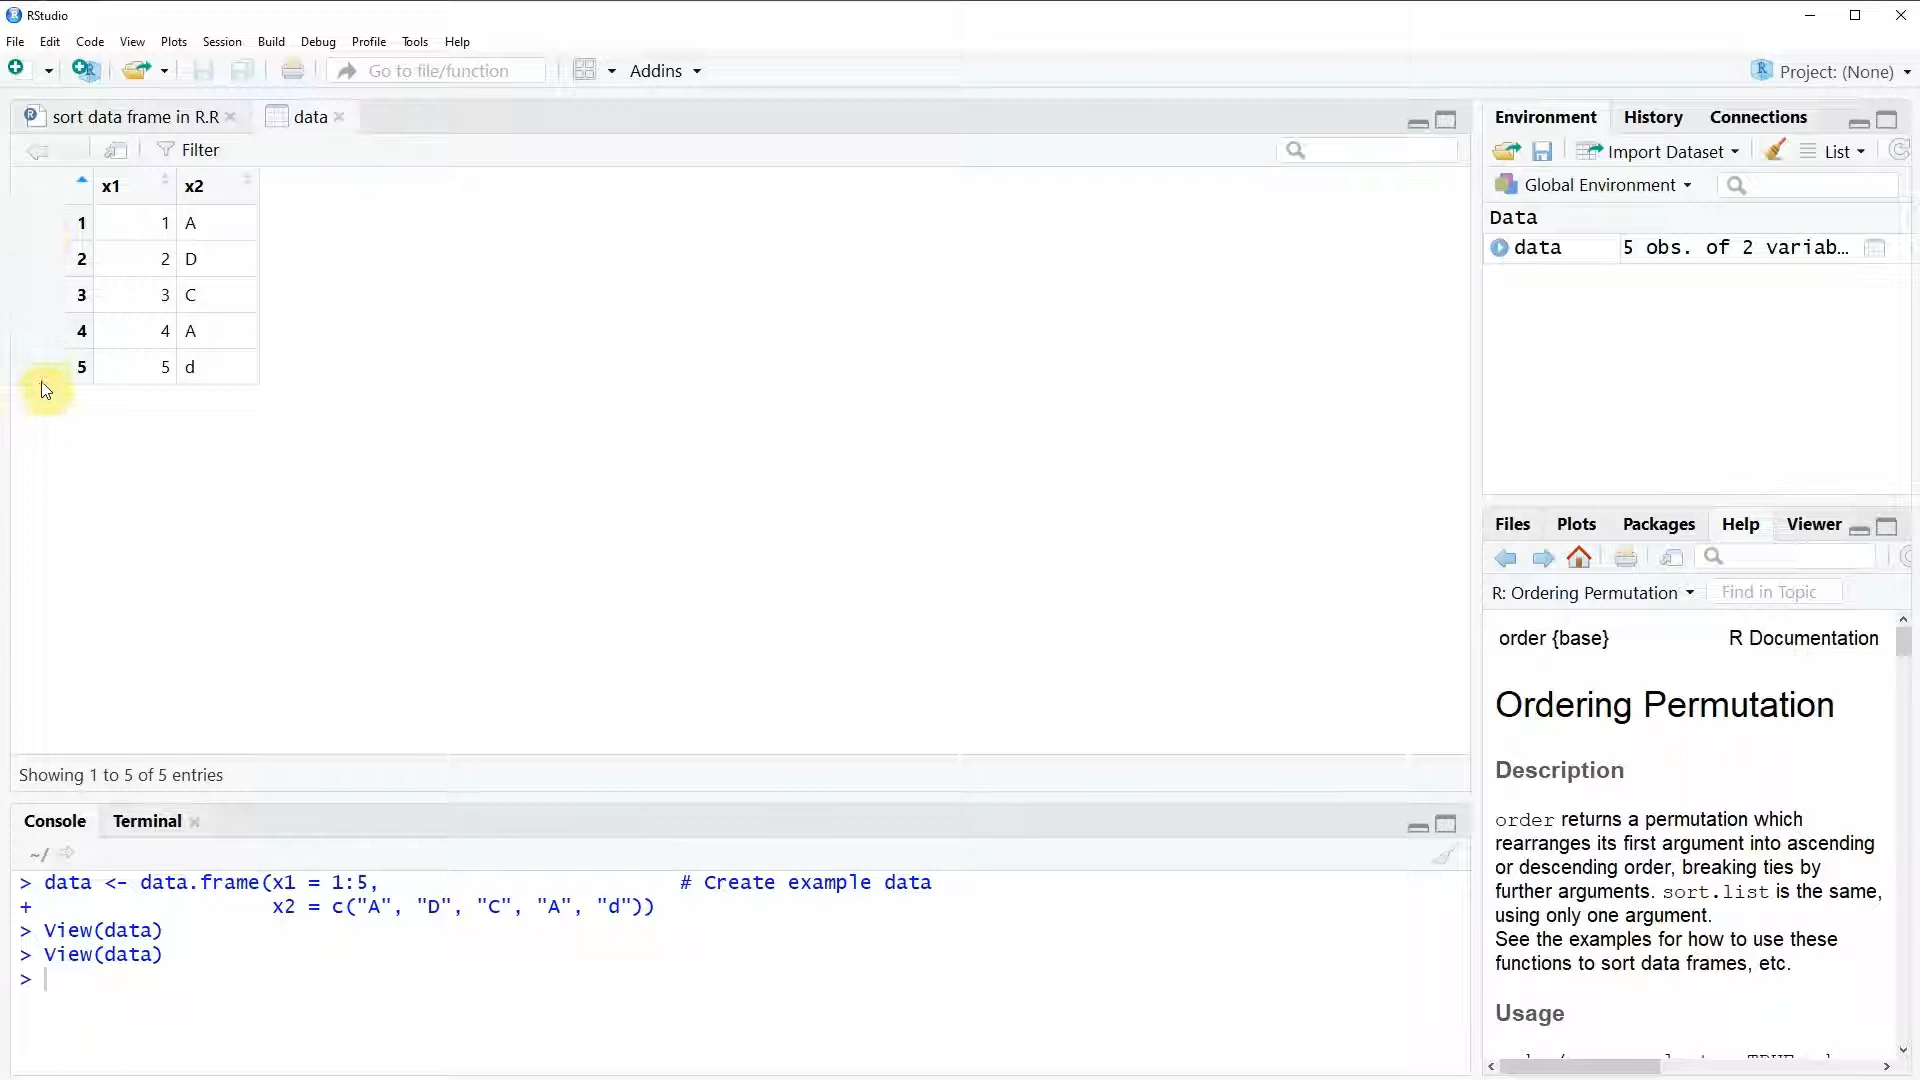 RStudio
File Edit Code View Plots Session Build Debug Profile Tools Help
Go to file/function Addins Project: (None)
sort data frame in R.R data
Filter
x1 x2
1 1 A
2 2 D
3 3 C
4 4 A
5 5 d
Showing 1 to 5 of 5 entries
Console Terminal
~/
> data <- data.frame(x1 = 1:5, # Create example data
+ x2 = c("A", "D", "C", "A", "d"))
> View(data)
> View(data)
>
Environment History Connections
Import Dataset List
Global Environment
Data
data 5 obs. of 2 variab…
Files Plots Packages Help Viewer
R: Ordering Permutation Find in Topic
order {base} R Documentation
Ordering Permutation
Description
order returns a permutation which
rearranges its first argument into ascending
or descending order, breaking ties by
further arguments. sort.list is the same,
using only one argument.
See the examples for how to use these
functions to sort data frames, etc.
Usage